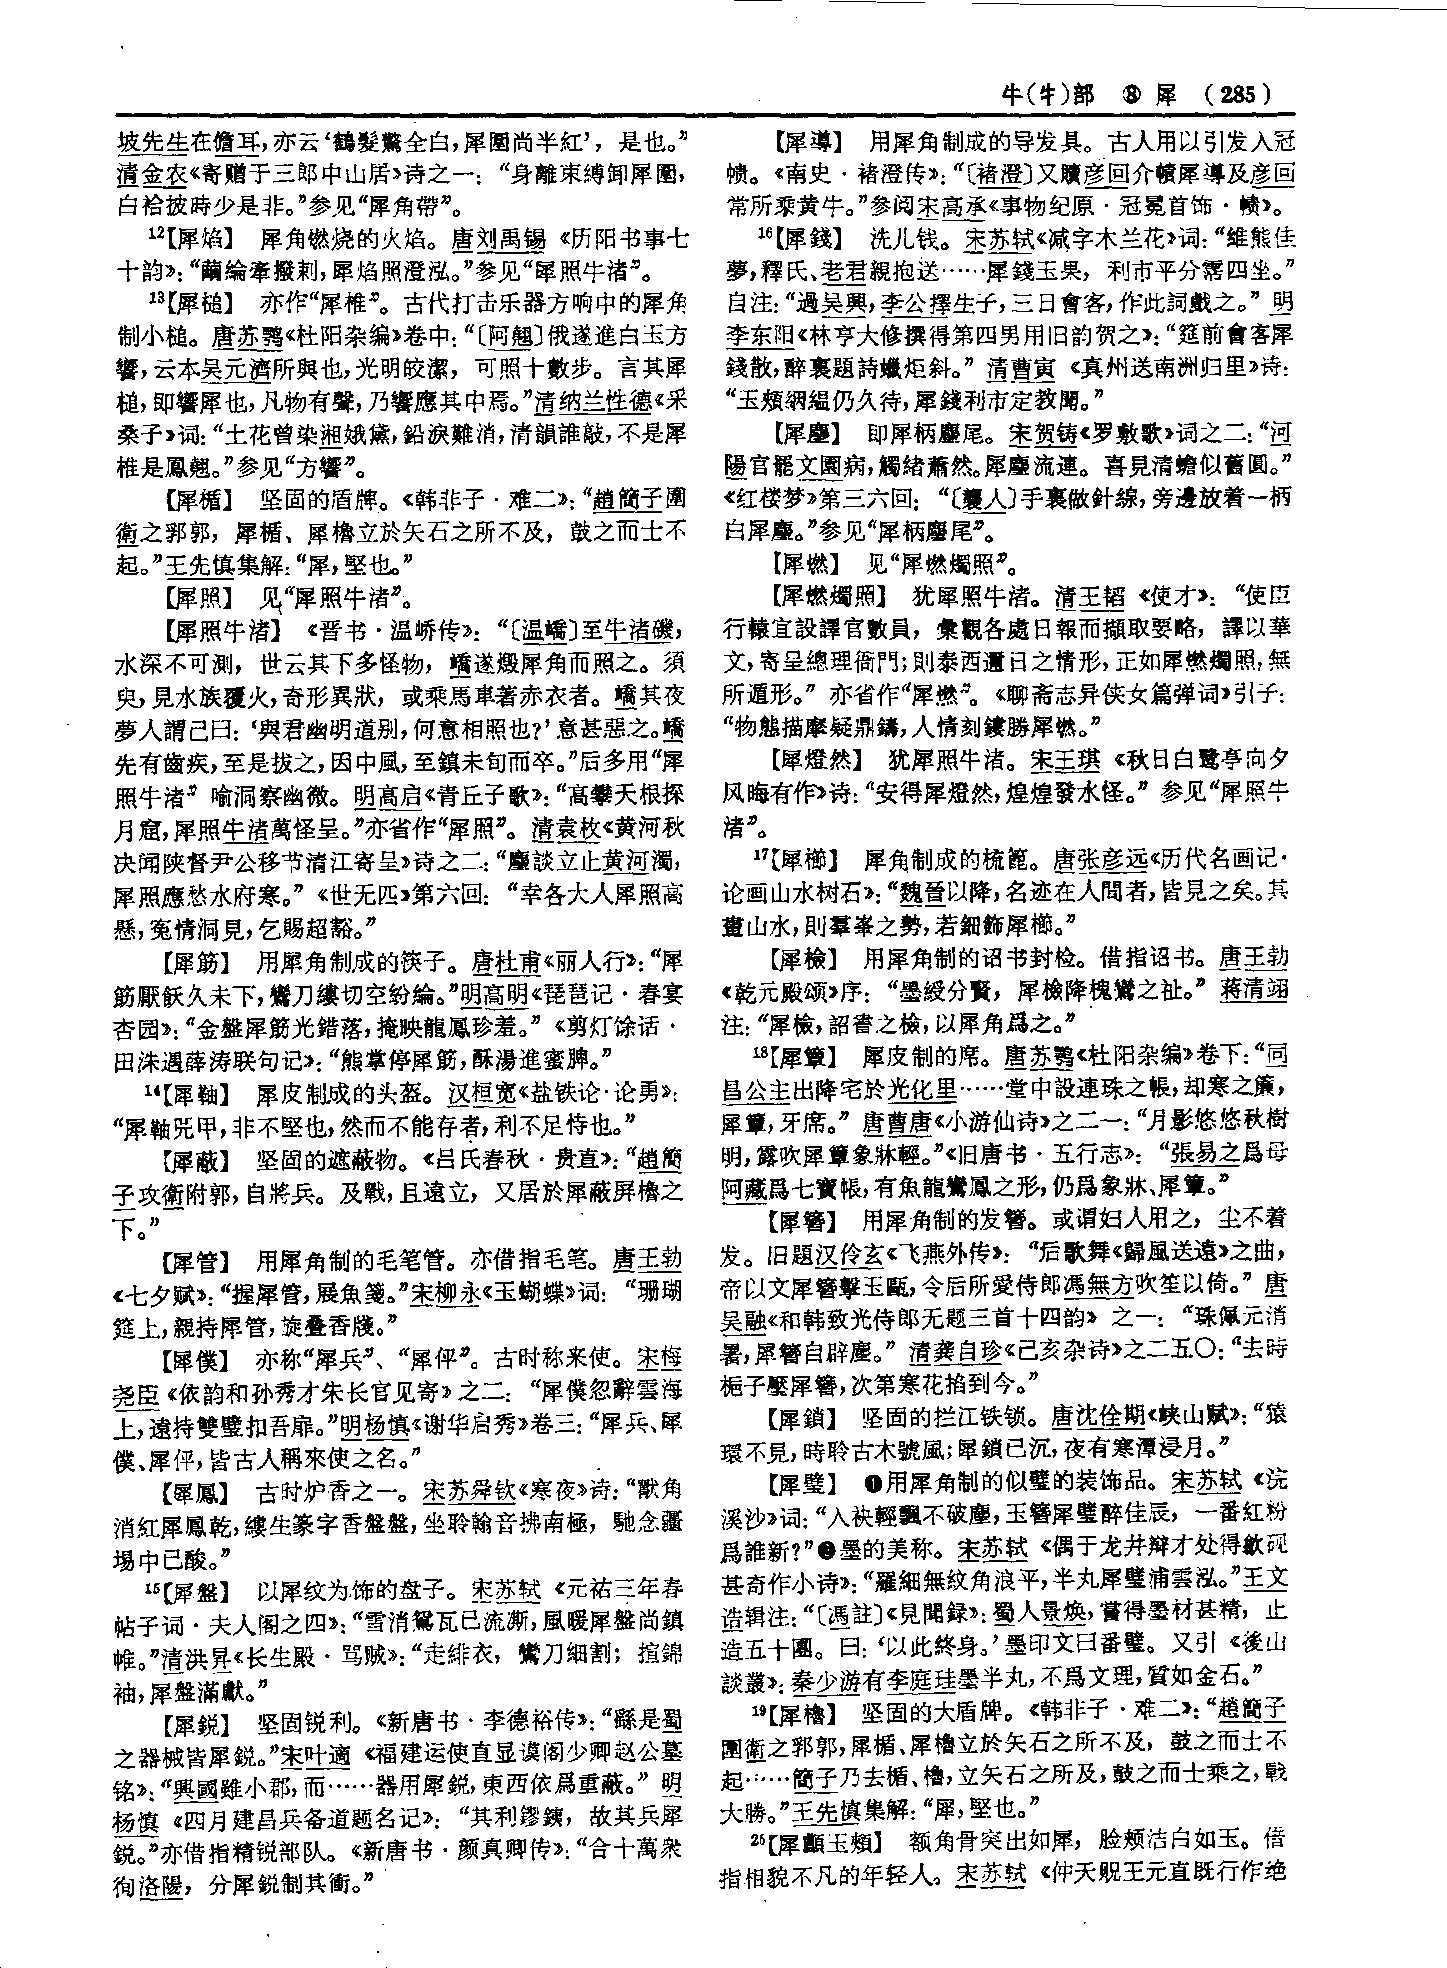 牛(牜)部 ⑧ 犀 (285)
坡先生在儋耳，亦云‘鶴髮驚全白，犀圍尚半紅’，是也。”
清金农《寄赠于三郎中山居》诗之一：“身離束縛卸犀圍，
白袷披時少是非。”参见“犀角帶”。
¹²【犀焰】 犀角燃烧的火焰。唐刘禹锡《历阳书事七
十韵》：“繭綸牽撥剌，犀焰照澄泓。”参见“犀照牛渚”。
¹³【犀槌】 亦作“犀椎”。古代打击乐器方响中的犀角
制小槌。唐苏鹗《杜阳杂编》卷中：“〔阿翹〕俄遂進白玉方
響，云本吴元濟所與也，光明皎潔，可照十數步。言其犀
槌，即響犀也，凡物有聲，乃響應其中焉。”清纳兰性德《采
桑子》词：“土花曾染湘娥黛，鉛淚難消，清韻誰敲，不是犀
椎是鳳翹。”参见“方響”。
【犀楯】 坚固的盾牌。《韩非子·难二》：“趙簡子圍
衛之郛郭，犀楯、犀櫓立於矢石之所不及，鼓之而士不
起。”王先慎集解：“犀，堅也。”
【犀照】 见“犀照牛渚”。
【犀照牛渚】 《晋书·温峤传》：“〔温嶠〕至牛渚磯，
水深不可測，世云其下多怪物，嶠遂燬犀角而照之。須
臾，見水族覆火，奇形異狀，或乘馬車著赤衣者。嶠其夜
夢人謂己曰：‘與君幽明道别，何意相照也？’意甚惡之。嶠
先有齒疾，至是拔之，因中風，至鎮未旬而卒。”后多用“犀
照牛渚”喻洞察幽微。明高启《青丘子歌》：“高攀天根探
月窟，犀照牛渚萬怪呈。”亦省作“犀照”。清袁枚《黄河秋
决闻陕督尹公移节清江寄呈》诗之二：“塵談立止黄河濁，
犀照應愁水府寒。”《世无匹》第六回：“幸各大人犀照高
懸，冤情洞見，乞賜超豁。”
【犀筯】 用犀角制成的筷子。唐杜甫《丽人行》：“犀
筯厭飫久未下，鸞刀縷切空紛綸。”明高明《琵琶记·春宴
杏园》：“金盤犀筯光錯落，掩映龍鳳珍羞。”《剪灯馀话·
田洙遇薛涛联句记》：“熊掌停犀筯，酥湯進蜜脾。”
¹⁴【犀軸】 犀皮制成的头盔。汉桓宽《盐铁论·论勇》：
“犀軸兕甲，非不堅也，然而不能存者，利不足恃也。”
【犀蔽】 坚固的遮蔽物。《吕氏春秋·贵直》：“趙簡
子攻衛附郭，自將兵。及戰，且遠立，又居於犀蔽屏櫓之
下。”
【犀管】 用犀角制的毛笔管。亦借指毛笔。唐王勃
《七夕赋》：“握犀管，展魚箋。”宋柳永《玉蝴蝶》词：“珊瑚
筵上，親持犀管，旋疊香牋。”
【犀僕】 亦称“犀兵”、“犀伻”。古时称来使。宋梅
尧臣《依韵和孙秀才朱长官见寄》之二：“犀僕忽辭雲海
上，遠持雙璧扣吾扉。”明杨慎《谢华启秀》卷三：“犀兵、犀
僕、犀伻，皆古人稱來使之名。”
【犀鳳】 古时炉香之一。宋苏舜钦《寒夜》诗：“獸角
消紅犀鳳乾，縷生篆字香盤盤，坐聆翰音拂南極，馳念疆
埸中已酸。”
¹⁵【犀盤】 以犀纹为饰的盘子。宋苏轼《元祐三年春
帖子词·夫人阁之四》：“雪消鴛瓦已流澌，風暖犀盤尚鎮
帷。”清洪昇《长生殿·骂贼》：“走緋衣，鸞刀細割；揎錦
袖，犀盤滿獻。”
【犀鋭】 坚固锐利。《新唐书·李德裕传》：“繇是蜀
之器械皆犀鋭。”宋叶適《福建运使直显谟阁少卿赵公墓
铭》：“興國雖小郡，而……器用犀鋭，東西依爲重蔽。”明
杨慎《四月建昌兵备道题名记》：“其利鏐鍊，故其兵犀
鋭。”亦借指精锐部队。《新唐书·颜真卿传》：“合十萬衆
徇洛陽，分犀鋭制其衝。”
【犀導】 用犀角制成的导发具。古人用以引发入冠
帻。《南史·褚澄传》：“〔褚澄〕又贖彦回介幘犀導及彦回
常所乘黄牛。”参阅宋高承《事物纪原·冠冕首饰·帻》。
¹⁶【犀錢】 洗儿钱。宋苏轼《减字木兰花》词：“維熊佳
夢，釋氏、老君親抱送……犀錢玉果，利市平分霑四坐。”
自注：“過吴興，李公擇生子，三日會客，作此詞戲之。”明
李东阳《林亨大修撰得第四男用旧韵贺之》：“筵前會客犀
錢散，醉裏題詩蠟炬斜。”清曹寅《真州送南洲归里》诗：
“玉頰絪緼仍久待，犀錢利市定教開。”
【犀麈】 即犀柄麈尾。宋贺铸《罗敷歌》词之二：“河
陽官罷文園病，觸緒蕭然。犀麈流連。喜見清蟾似舊圓。”
《红楼梦》第三六回：“〔襲人〕手裏做針線，旁邊放着一柄
白犀麈。”参见“犀柄麈尾”。
【犀燃】 见“犀燃燭照”。
【犀燃燭照】 犹犀照牛渚。清王韬《使才》：“使臣
行轅宜設譯官數員，彙觀各處日報而擷取要略，譯以華
文，寄呈總理衙門；則泰西邇日之情形，正如犀燃燭照，無
所遁形。”亦省作“犀燃”。《聊斋志异侠女篇弹词》引子：
“物態描摩疑鼎鑄，人情刻鏤勝犀燃。”
【犀燈然】 犹犀照牛渚。宋王琪《秋日白鹭亭向夕
风晦有作》诗：“安得犀燈然，煌煌發水怪。”参见“犀照牛
渚”。
¹⁷【犀櫛】 犀角制成的梳篦。唐张彦远《历代名画记·
论画山水树石》：“魏晉以降，名迹在人間者，皆見之矣。其
畫山水，則羣峯之勢，若鈿飾犀櫛。”
【犀檢】 用犀角制的诏书封检。借指诏书。唐王勃
《乾元殿颂》序：“墨綬分賢，犀檢降槐鸞之祉。”蒋清翊
注：“犀檢，詔書之檢，以犀角爲之。”
¹⁸【犀簟】 犀皮制的席。唐苏鹗《杜阳杂编》卷下：“同
昌公主出降宅於光化里……堂中設連珠之帳，却寒之簾，
犀簟，牙席。”唐曹唐《小游仙诗》之二一：“月影悠悠秋樹
明，露吹犀簟象牀輕。”《旧唐书·五行志》：“張易之爲母
阿藏爲七寶帳，有魚龍鸞鳳之形，仍爲象牀、犀簟。”
【犀簪】 用犀角制的发簪。或谓妇人用之，尘不着
发。旧题汉伶玄《飞燕外传》：“后歌舞《歸風送遠》之曲，
帝以文犀簪擊玉甌，令后所愛侍郎馮無方吹笙以倚。”唐
吴融《和韩致光侍郎无题三首十四韵》之一：“珠佩元消
暑，犀簪自辟塵。”清龚自珍《己亥杂诗》之二五〇：“去時
梔子壓犀簪，次第寒花掐到今。”
【犀鎖】 坚固的拦江铁锁。唐沈佺期《峡山赋》：“猿
環不見，時聆古木號風；犀鎖已沉，夜有寒潭浸月。”
【犀璧】 ❶用犀角制的似璧的装饰品。宋苏轼《浣
溪沙》词：“入袂輕飄不破塵，玉簪犀璧醉佳辰，一番紅粉
爲誰新？”❷墨的美称。宋苏轼《偶于龙井辩才处得歙砚
甚奇作小诗》：“羅細無紋角浪平，半丸犀璧浦雲泓。”王文
诰辑注：“〔馮註〕《見聞録》：蜀人景焕，嘗得墨材甚精，止
造五十團。曰：‘以此終身。’墨印文曰番璧。又引《後山
談叢》：秦少游有李庭珪墨半丸，不爲文理，質如金石。”
¹⁹【犀櫓】 坚固的大盾牌。《韩非子·难二》：“趙簡子
圍衛之郛郭，犀楯、犀櫓立於矢石之所不及，鼓之而士不
起……簡子乃去楯、櫓，立矢石之所及，鼓之而士乘之，戰
大勝。”王先慎集解：“犀，堅也。”
²⁵【犀顱玉頰】 额角骨突出如犀，脸颊洁白如玉。借
指相貌不凡的年轻人。宋苏轼《仲天贶王元直既行作绝